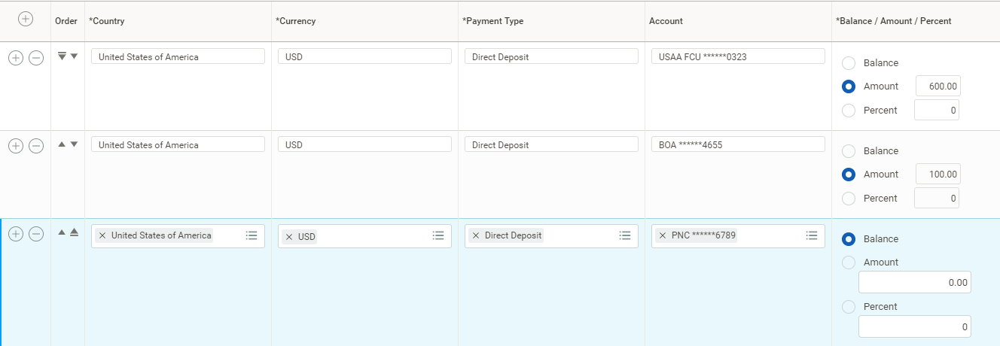 Order *Country *Currency *Payment Type Account *Balance / Amount / Percent
United States of America USD Direct Deposit USAA FCU ******0323 Balance
Amount 600.00
Percent 0
United States of America USD Direct Deposit BOA ******4655 Balance
Amount 100.00
Percent 0
United States of America USD Direct Deposit PNC ******6789 Balance
Amount
0.00
Percent
0